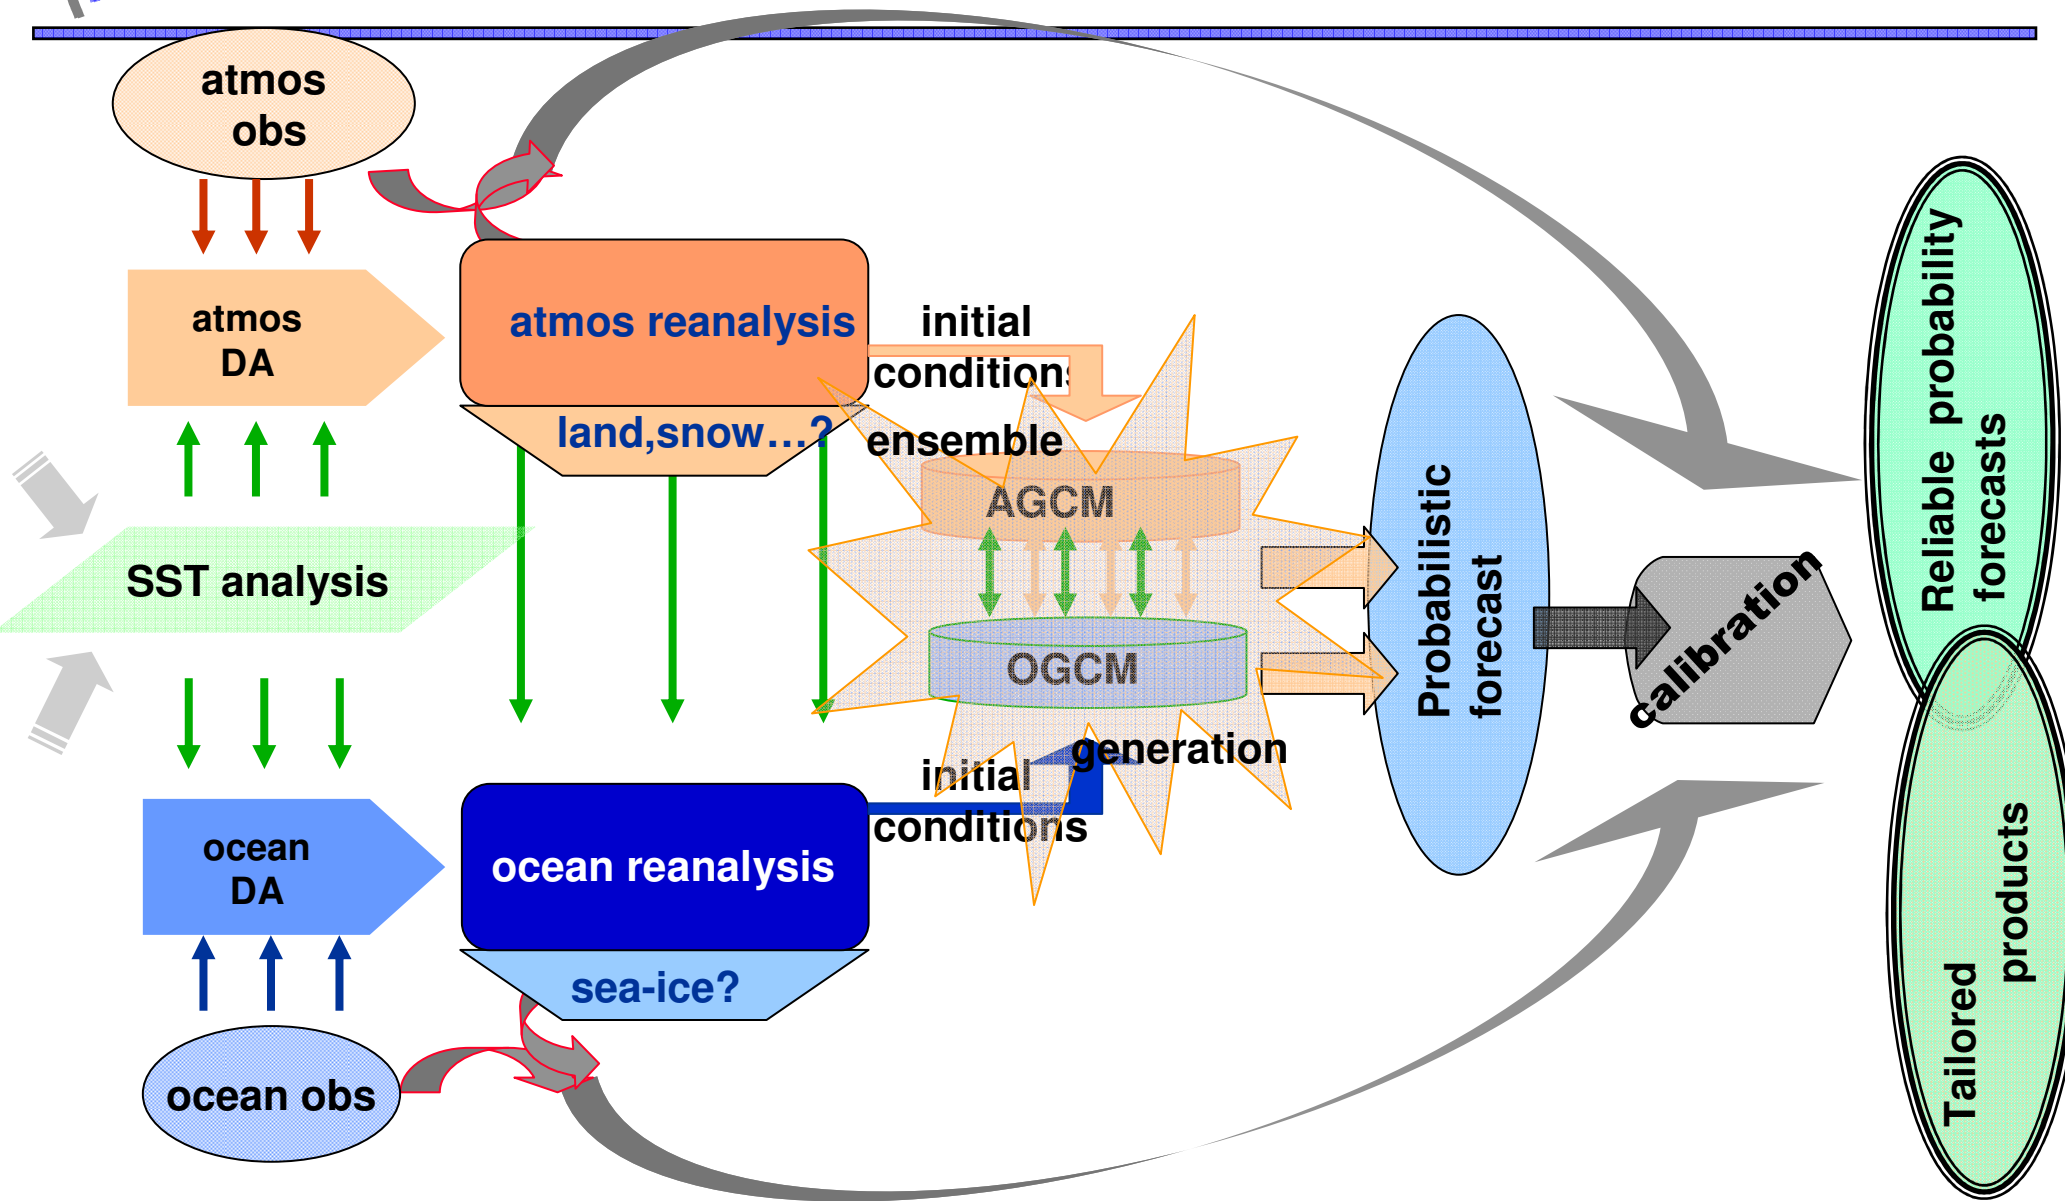 atmos
obs
atmos
DA
atmos reanalysis
land,snow…?
SST analysis
ocean
DA
ocean reanalysis
sea-ice?
ocean obs
initial
conditions
ensemble
AGCM
OGCM
generation
initial
conditions
Probabilistic
forecast
calibration
Reliable probability
forecasts
Tailored
products